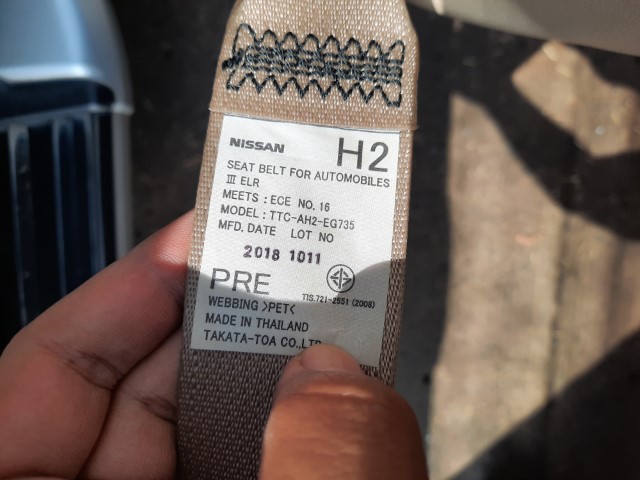 NISSAN H2
SEAT BELT FOR AUTOMOBILES
III ELR
MEETS : ECE NO. 16
MODEL : TTC-AH2-EG735
MFD. DATE LOT NO
2018 1011
PRE
TIS.721-2551 (2008)
WEBBING >PET<
MADE IN THAILAND
TAKATA-TOA CO.,LTD